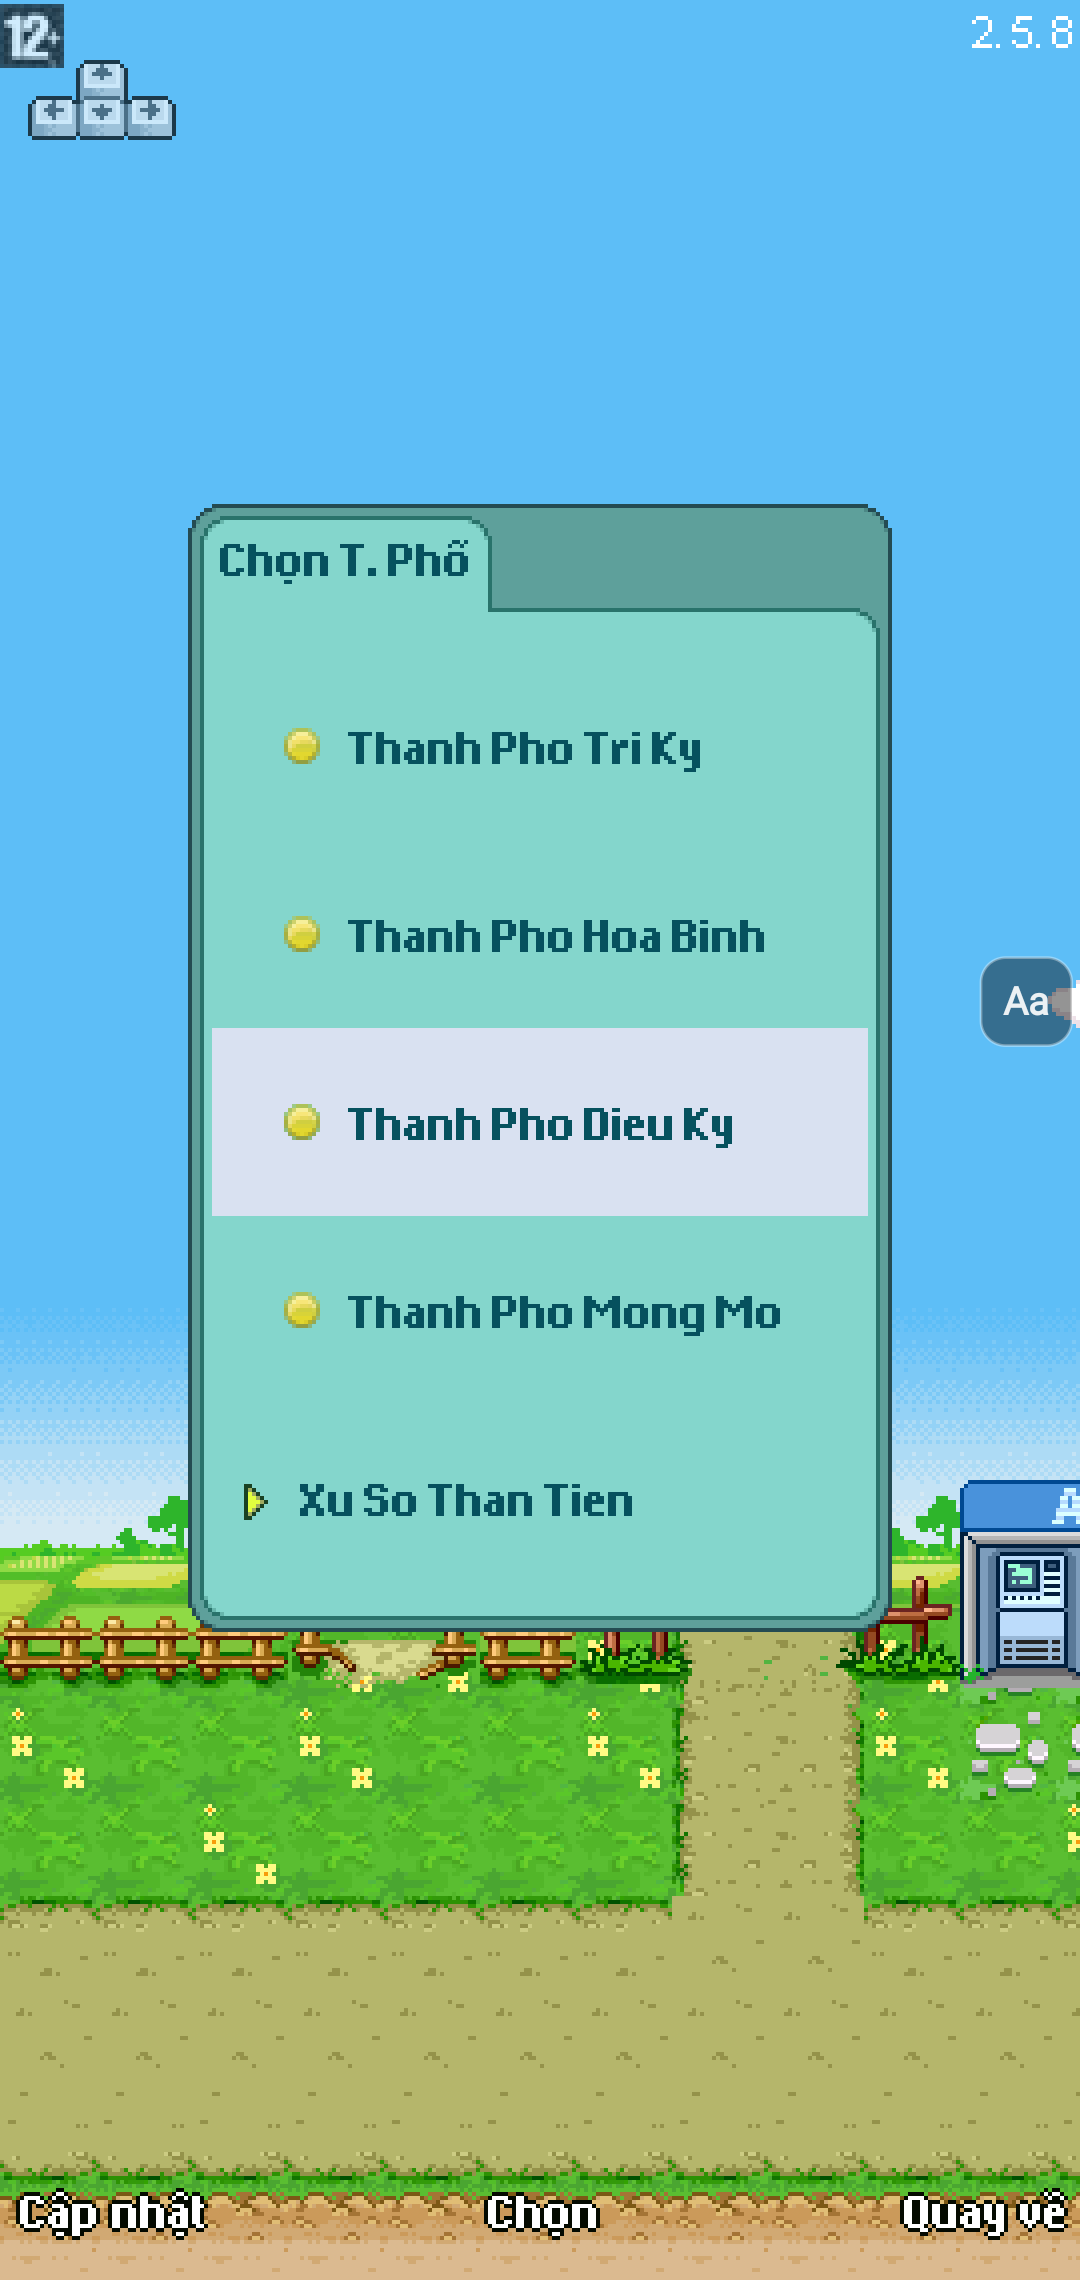 12+
2.5.8
Chọn T. Phố
Thanh Pho Tri Ky
Thanh Pho Hoa Binh
Aa
Thanh Pho Dieu Ky
Thanh Pho Mong Mo
Xu So Than Tien
Cập nhật
Chọn
Quay về